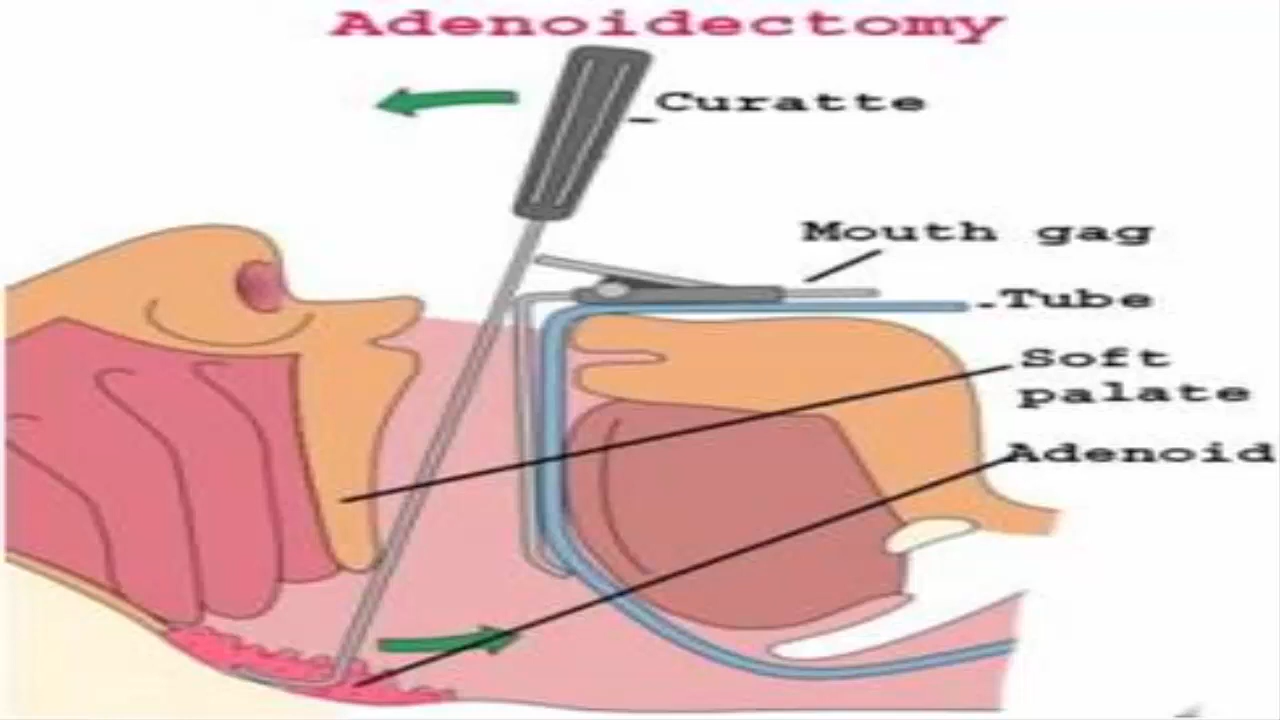 Adenoidectomy
Curatte
Mouth gag
Tube
Soft
palate
Adenoid